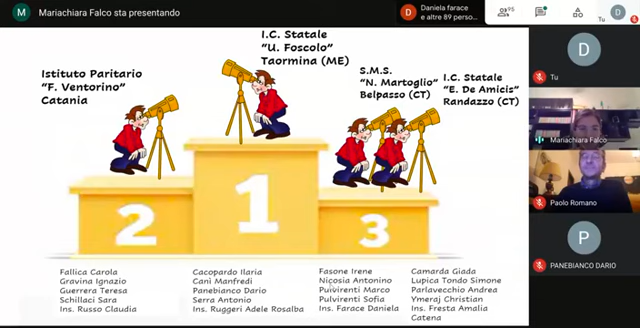 M Mariachiara Falco sta presentando
D Daniela farace
e altre 89 perso...
95
Tu
D
I.C. Statale
"U. Foscolo"
Taormina (ME)
Istituto Paritario
"F. Ventorino"
Catania
S.M.S.
"N. Martoglio"
Belpasso (CT)
I.C. Statale
"E. De Amicis"
Randazzo (CT)
2
1
3
Fallica Carola
Gravina Ignazio
Guerrera Teresa
Schillaci Sara
Ins. Russo Claudia
Cacopardo Ilaria
Canì Manfredi
Panebianco Dario
Serra Antonio
Ins. Ruggeri Adele Rosalba
Fasone Irene
Nicosia Antonino
Pulvirenti Marco
Pulvirenti Sofia
Ins. Farace Daniela
Camarda Giada
Lupica Tondo Simone
Parlavecchio Andrea
Ymeraj Christian
Ins. Fresta Amalia
Catena
D
Tu
Mariachiara Falco
Paolo Romano
P
PANEBIANCO DARIO